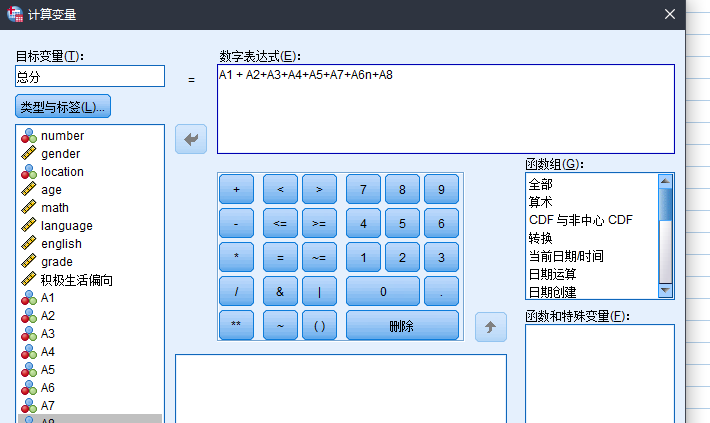 计算变量
目标变量(T):
总分
=
数字表达式(E):
A1 + A2+A3+A4+A5+A7+A6n+A8
类型与标签(L)...
number
gender
location
age
math
language
english
grade
积极生活偏向
A1
A2
A3
A4
A5
A6
A7
A8
+ < > 7 8 9
- <= >= 4 5 6
* = ~= 1 2 3
/ & | 0 .
** ~ ( ) 删除
函数组(G):
全部
算术
CDF 与非中心 CDF
转换
当前日期/时间
日期运算
日期创建
函数和特殊变量(F):